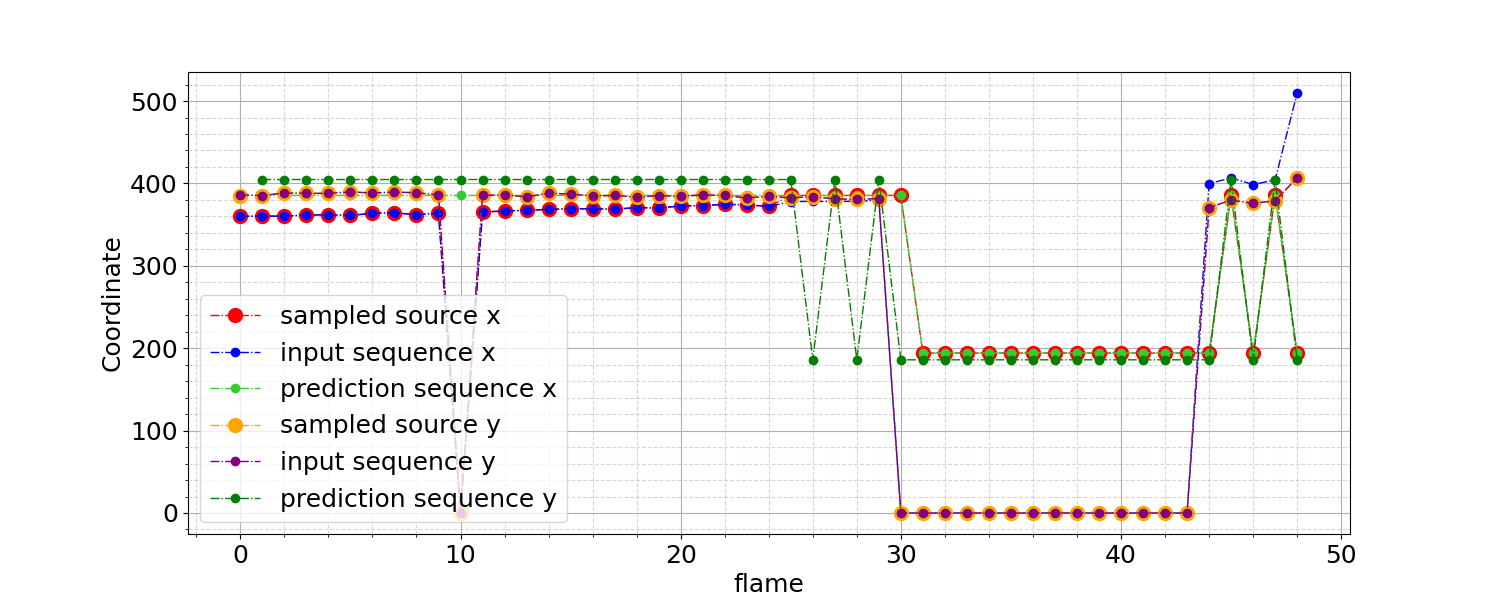 500
400
300
200
100
0
Coordinate
sampled source x
input sequence x
prediction sequence x
sampled source y
input sequence y
prediction sequence y
0 10 20 30 40 50
flame